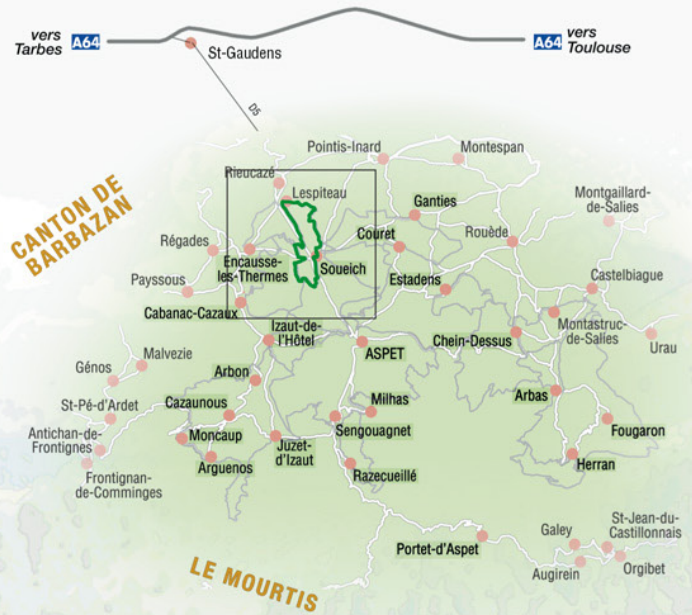 vers
Tarbes A64
A64 vers
Toulouse
St-Gaudens
D5
Pointis-Inard
Montespan
Rieucazé
Lespiteau
Montgaillard-
de-Salies
CANTON DE
BARBAZAN
Ganties
Couret
Rouède
Régades
Encausse-
les-Thermes
Soueich
Estadens
Castelbiague
Payssous
Cabanac-Cazaux
Izaut-de-
l'Hôtel
ASPET
Chein-Dessus
Montastruc-
de-Salies
Urau
Malvezie
Génos
Arbon
Milhas
Arbas
St-Pé-d'Ardet
Cazaunous
Sengouagnet
Fougaron
Antichan-de-
Frontignes
Moncaup
Juzet-
d'Izaut
Arguenos
Herran
Frontignan-
de-Comminges
Razecueillé
St-Jean-du-
Castillonnais
Galey
Portet-d'Aspet
Augirein
Orgibet
LE MOURTIS